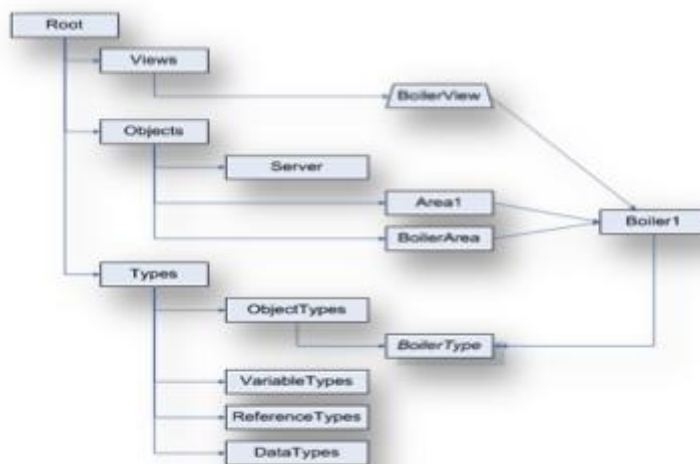 Root
Views
BoilerView
Objects
Server
Area1
Boiler1
BoilerArea
Types
ObjectTypes
BoilerType
VariableTypes
ReferenceTypes
DataTypes